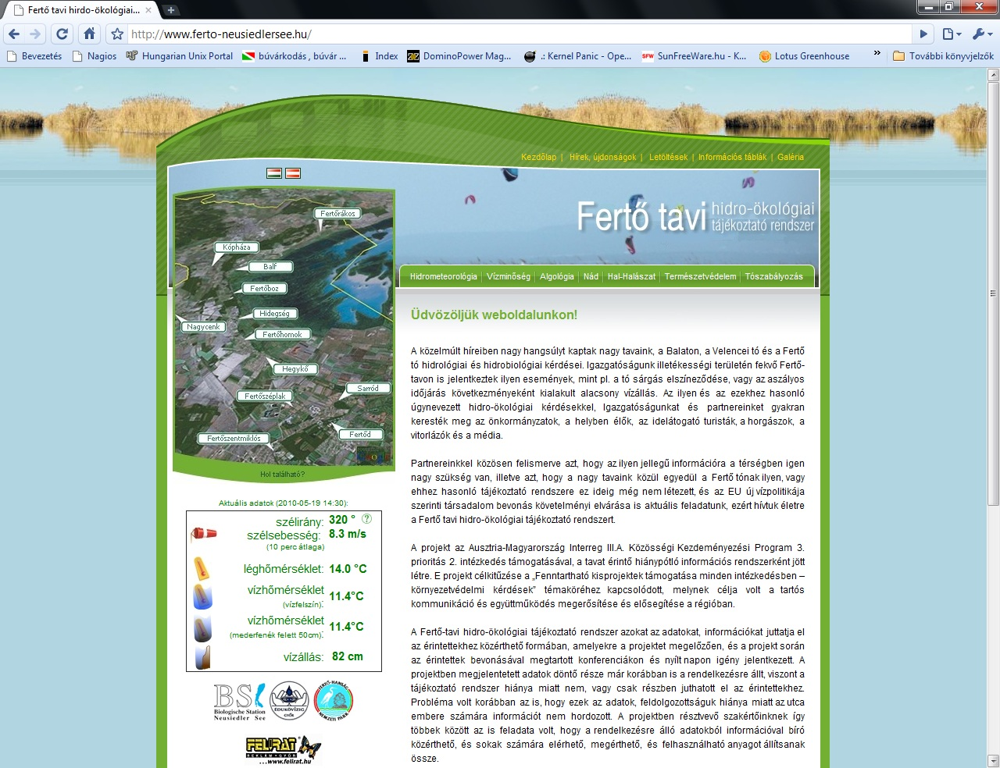 Fertő tavi hirdo-ökológiai...
http://www.ferto-neusiedlersee.hu/
Bevezetés
Nagios
Hungarian Unix Portal
búvárkodás , búvár ...
Index
DominoPower Mag...
.: Kernel Panic - Ope...
SFW
SunFreeWare.hu - K...
Lotus Greenhouse
»
További könyvjelzők
Kezdőlap | Hírek, újdonságok | Letöltések | Információs táblák | Galéria
Fertő tavi hidro-ökológiai
tájékoztató rendszer
Hidrometeorológia Vízminőség Algológia Nád Hal-Halászat Természetvédelem Tószabályozás
Fertőrákos
Kópháza
Balf
Fertőboz
Hidegség
Nagycenk
Fertőhomok
Hegykő
Sarród
Fertőszéplak
Fertőd
Fertőszentmiklós
Google
Hol található?
Aktuális adatok (2010-05-19 14:30):
szélirány: 320 ° ?
szélsebesség: 8.3 m/s
(10 perc átlaga)
léghőmérséklet: 14.0 °C
vízhőmérséklet
(vízfelszín): 11.4°C
vízhőmérséklet
(mederfenék felett 50cm): 11.4°C
vízállás: 82 cm
BS
Biologische Station
Neusiedler See
ÉDUKÖVÍZIG
GYŐR
FERTŐ-HANSÁG
NEMZETI PARK
FELIRAT
REKLÁM-GYŐR
...www.felirat.hu
Üdvözöljük weboldalunkon!
A közelmúlt híreiben nagy hangsúlyt kaptak nagy tavaink, a Balaton, a Velencei tó és a Fertő
tó hidrológiai és hidrobiológiai kérdései. Igazgatóságunk illetékességi területén fekvő Fertő-
tavon is jelentkeztek ilyen események, mint pl. a tó sárgás elszíneződése, vagy az aszályos
időjárás következményeként kialakult alacsony vízállás. Az ilyen és az ezekhez hasonló
úgynevezett hidro-ökológiai kérdésekkel, Igazgatóságunkat és partnereinket gyakran
keresték meg az önkormányzatok, a helyben élők, az idelátogató turisták, a horgászok, a
vitorlázók és a média.
Partnereinkkel közösen felismerve azt, hogy az ilyen jellegű információra a térségben igen
nagy szükség van, illetve azt, hogy a nagy tavaink közül egyedül a Fertő tónak ilyen, vagy
ehhez hasonló tájékoztató rendszere ez ideig még nem létezett, és az EU új vízpolitikája
szerinti társadalom bevonás követelményi elvárása is aktuális feladatunk, ezért hívtuk életre
a Fertő tavi hidro-ökológiai tájékoztató rendszert.
A projekt az Ausztria-Magyarország Interreg III.A. Közösségi Kezdeményezési Program 3.
prioritás 2. intézkedés támogatásával, a tavat érintő hiánypótló információs rendszerként jött
létre. E projekt célkitűzése a „Fenntartható kisprojektek támogatása minden intézkedésben –
környezetvédelmi kérdések” témaköréhez kapcsolódott, melynek célja volt a tartós
kommunikáció és együttműködés megerősítése és elősegítése a régióban.
A Fertő-tavi hidro-ökológiai tájékoztató rendszer azokat az adatokat, információkat juttatja el
az érintettekhez közérthető formában, amelyekre a projektet megelőzően, és a projekt során
az érintettek bevonásával megtartott konferenciákon és nyílt napon igény jelentkezett. A
projektben megjelentetett adatok döntő része már korábban is a rendelkezésre állt, viszont a
tájékoztató rendszer hiánya miatt nem, vagy csak részben juthatott el az érintettekhez.
Probléma volt korábban az is, hogy ezek az adatok, feldolgozottságuk hiánya miatt az utca
embere számára információt nem hordozott. A projektben résztvevő szakértőinknek így
többek között az is feladata volt, hogy a rendelkezésre álló adatokból információval bíró
közérthető, és sokak számára elérhető, megérthető, és felhasználható anyagot állítsanak
össze.